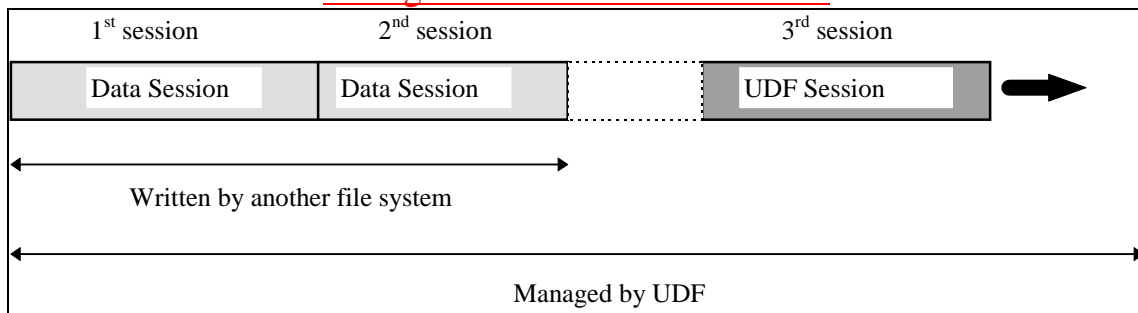 1st session 2nd session 3rd session
Data Session Data Session UDF Session
Written by another file system
Managed by UDF